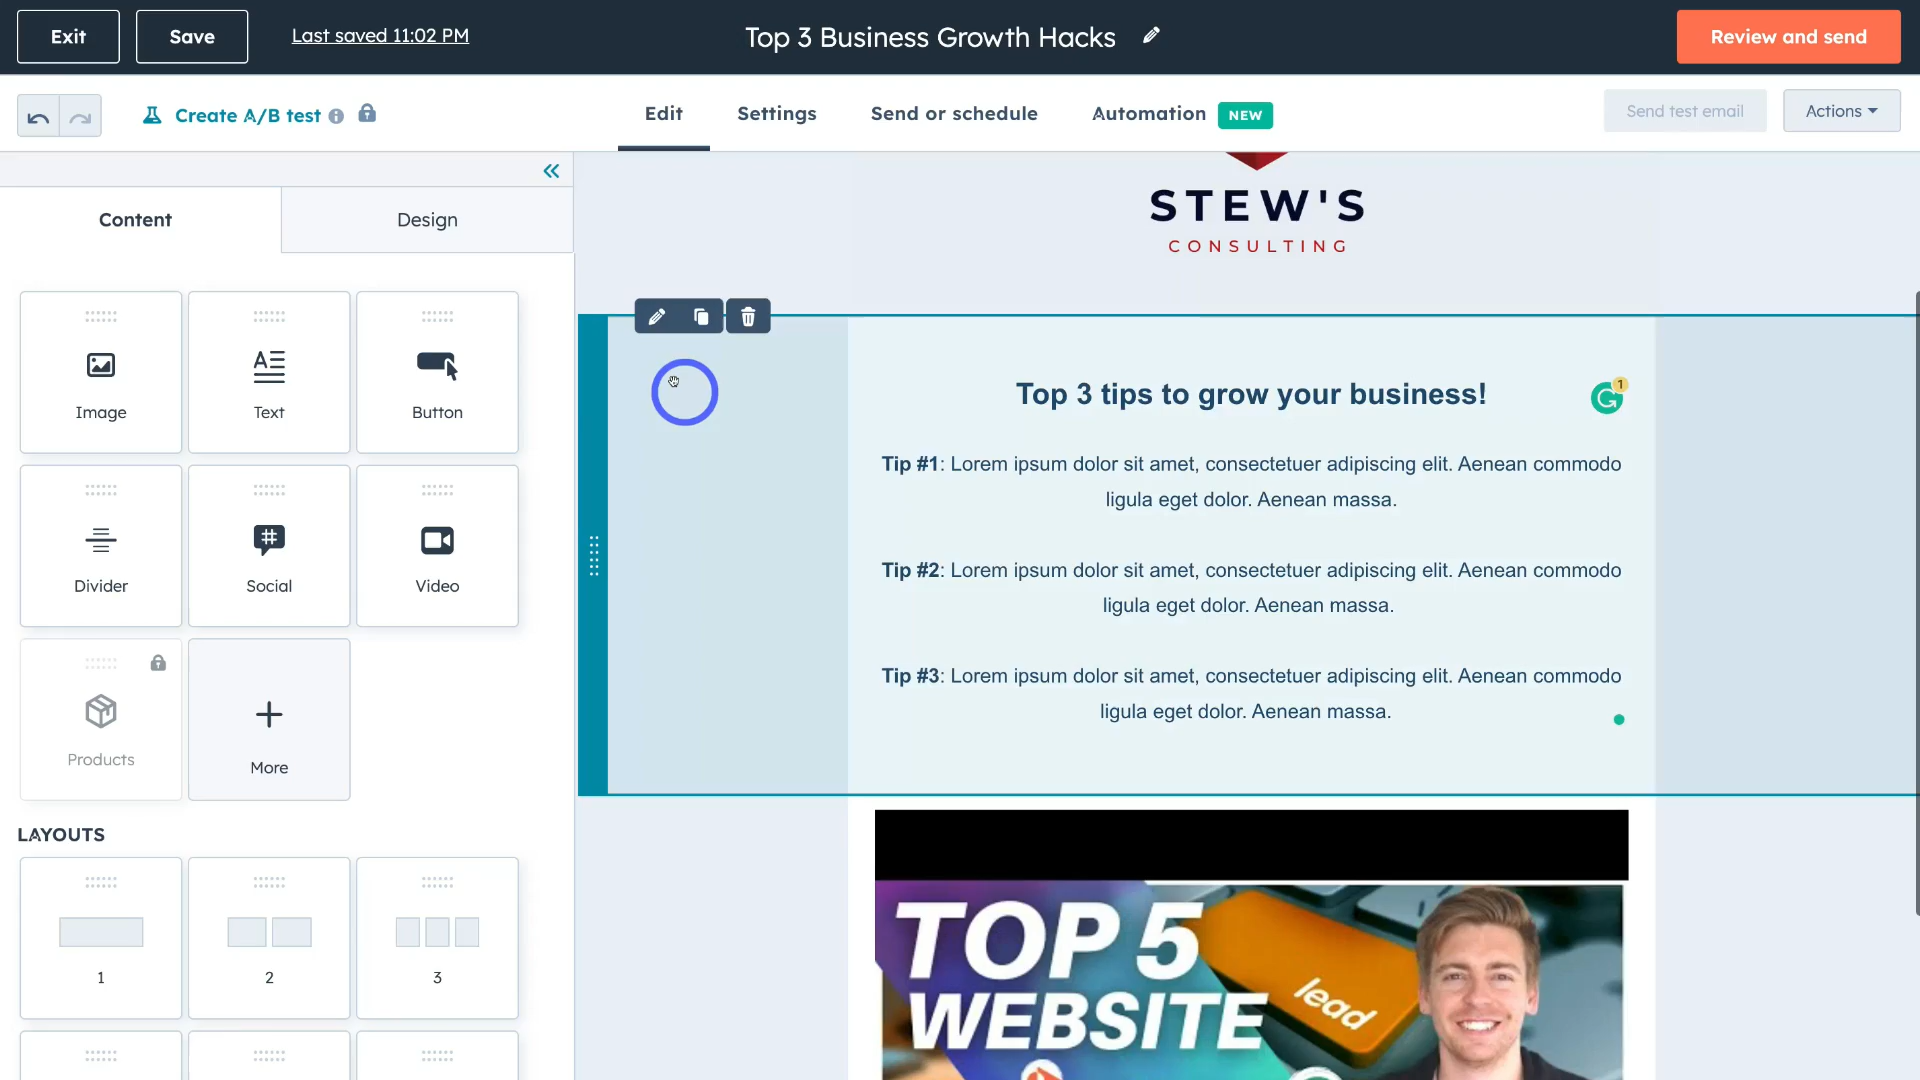 Exit
Save
Last saved 11:02 PM
Top 3 Business Growth Hacks
Review and send
Create A/B test
Edit
Settings
Send or schedule
Automation
NEW
Send test email
Actions
Content
Design
STEW'S
CONSULTING
Image
Text
Button
Top 3 tips to grow your business!
1
Tip #1: Lorem ipsum dolor sit amet, consectetuer adipiscing elit. Aenean commodo
ligula eget dolor. Aenean massa.
Divider
Social
Video
Tip #2: Lorem ipsum dolor sit amet, consectetuer adipiscing elit. Aenean commodo
ligula eget dolor. Aenean massa.
Products
More
Tip #3: Lorem ipsum dolor sit amet, consectetuer adipiscing elit. Aenean commodo
ligula eget dolor. Aenean massa.
LAYOUTS
1
2
3
TOP 5
WEBSITE
lead